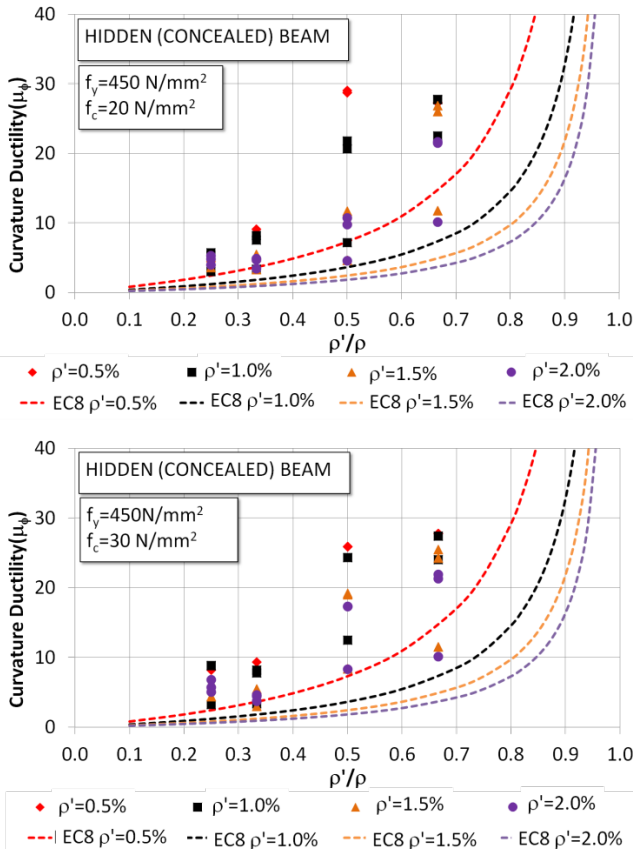 40
HIDDEN (CONCEALED) BEAM
30
fy=450 N/mm²
fc=20 N/mm²
20
10
0
Curvature Ductility(μϕ)
0.0 0.1 0.2 0.3 0.4 0.5 0.6 0.7 0.8 0.9 1.0
ρ'/ρ
ρ'=0.5% ρ'=1.0% ρ'=1.5% ρ'=2.0%
EC8 ρ'=0.5% EC8 ρ'=1.0% EC8 ρ'=1.5% EC8 ρ'=2.0%
40
HIDDEN (CONCEALED) BEAM
30
fy=450N/mm²
fc=30 N/mm²
20
10
0
Curvature Ductility(μϕ)
0.0 0.1 0.2 0.3 0.4 0.5 0.6 0.7 0.8 0.9 1.0
ρ'/ρ
ρ'=0.5% ρ'=1.0% ρ'=1.5% ρ'=2.0%
EC8 ρ'=0.5% EC8 ρ'=1.0% EC8 ρ'=1.5% EC8 ρ'=2.0%